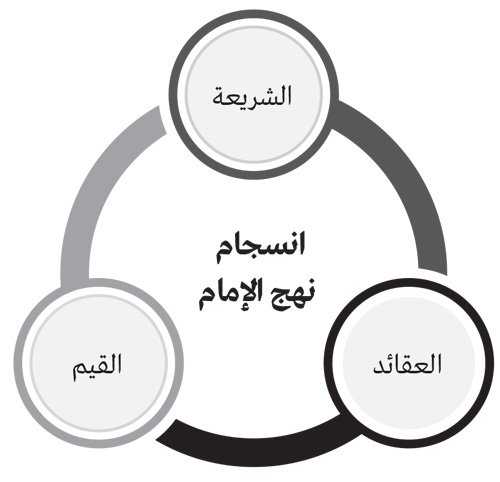 الشريعة
انسجام
نهج الإمام
العقائد
القيم